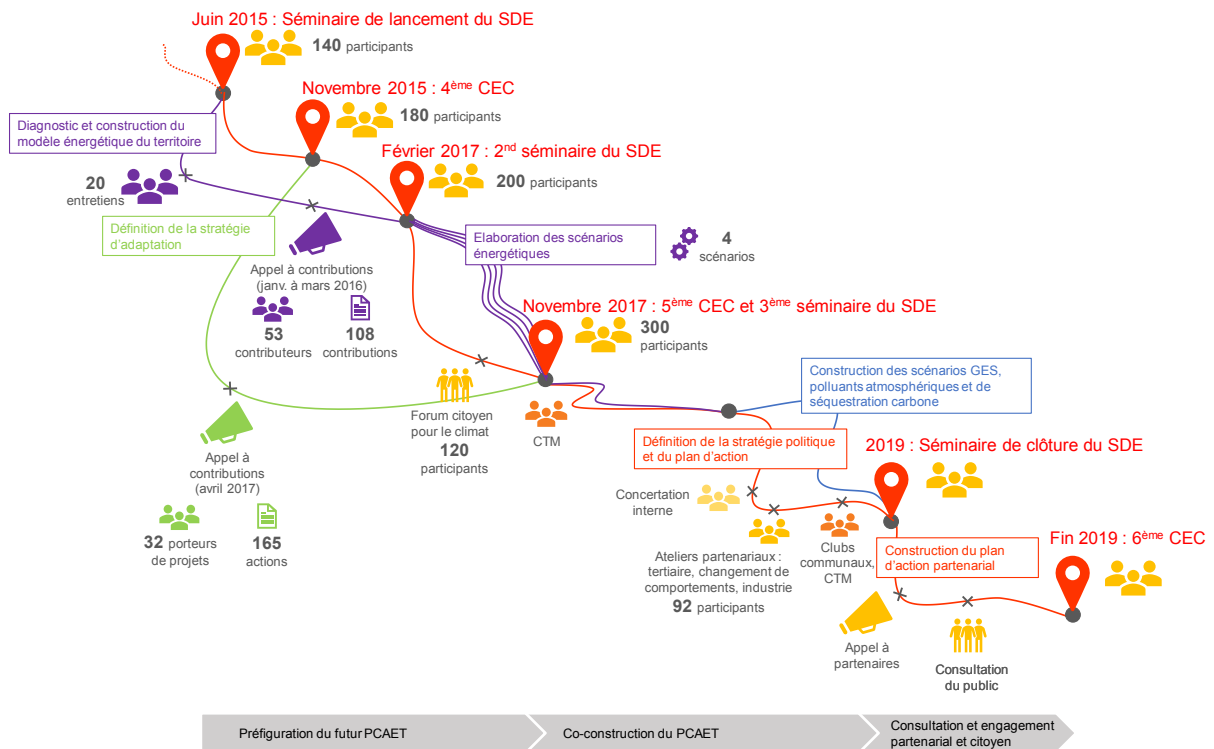 Juin 2015 : Séminaire de lancement du SDE
140 participants
Novembre 2015 : 4ème CEC
180 participants
Diagnostic et construction du
modèle énergétique du territoire
Février 2017 : 2nd séminaire du SDE
200 participants
20
entretiens
Définition de la stratégie
d'adaptation
Appel à contributions
(janv. à mars 2016)
53
contributeurs
108
contributions
Elaboration des scénarios
énergétiques
4
scénarios
Novembre 2017 : 5ème CEC et 3ème séminaire du SDE
300
participants
Appel à
contributions
(avril 2017)
32 porteurs
de projets
165
actions
Forum citoyen
pour le climat
120
participants
CTM
Construction des scénarios GES,
polluants atmosphériques et de
séquestration carbone
Définition de la stratégie politique
et du plan d'action
2019 : Séminaire de clôture du SDE
Concertation
interne
Ateliers partenariaux :
tertiaire, changement de
comportements, industrie
92 participants
Clubs
communaux,
CTM
Construction du plan
d'action partenarial
Fin 2019 : 6ème CEC
Appel à
partenaires
Consultation
du public
Préfiguration du futur PCAET
Co-construction du PCAET
Consultation et engagement
partenarial et citoyen